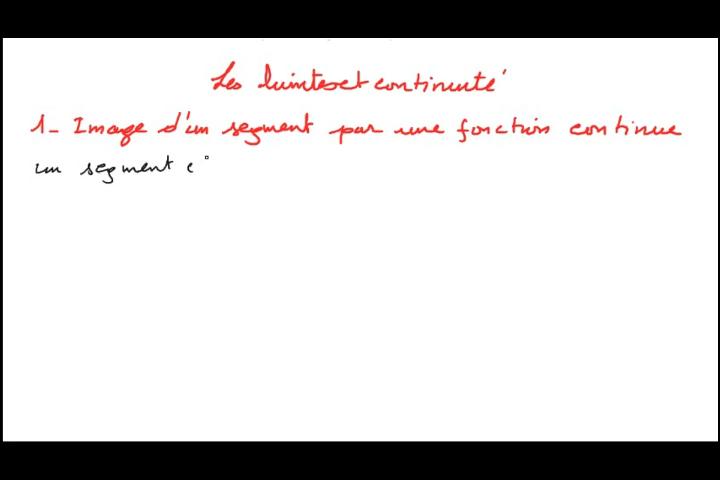 Les limites et continuité
1- Image d'un segment par une fonction continue
un segment c'